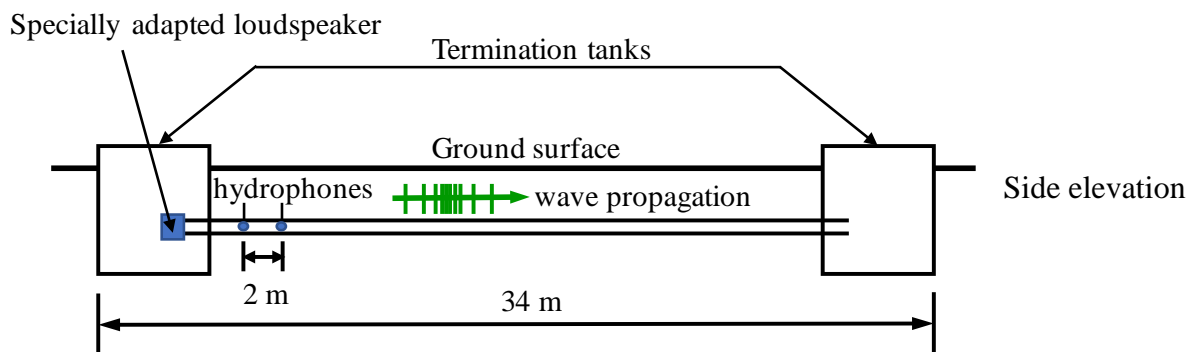 Specially adapted loudspeaker
Termination tanks
Ground surface
hydrophones
wave propagation
Side elevation
2 m
34 m